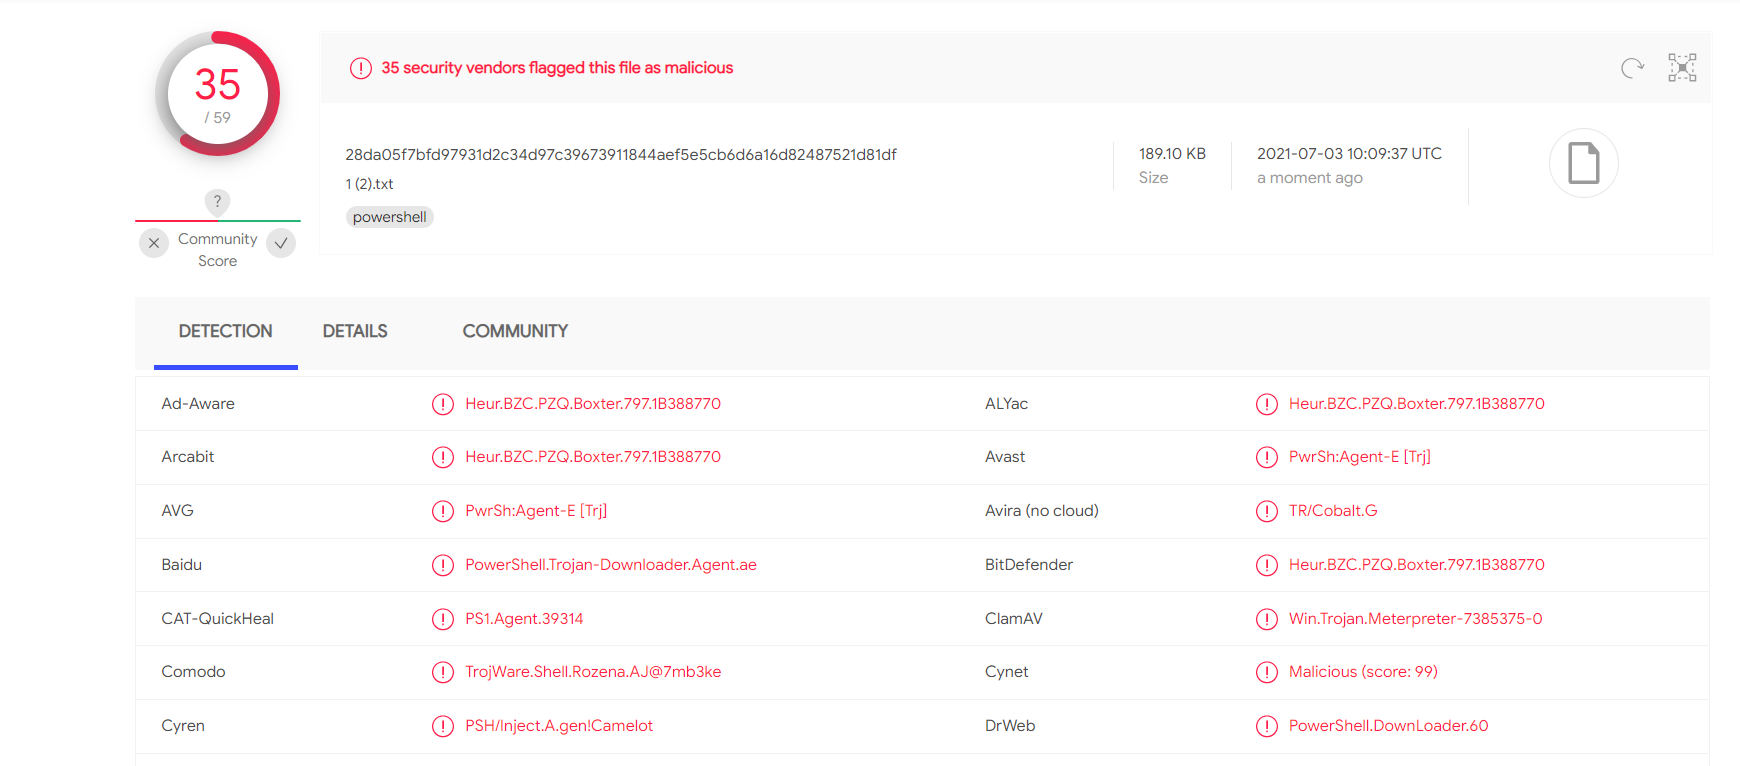 35
/ 59
?
Community
Score
35 security vendors flagged this file as malicious
28da05f7bfd97931d2c34d97c39673911844aef5e5cb6d6a16d82487521d81df
1 (2).txt
powershell
189.10 KB
Size
2021-07-03 10:09:37 UTC
a moment ago
DETECTION DETAILS COMMUNITY
Ad-Aware Heur.BZC.PZQ.Boxter.797.1B388770 ALYac Heur.BZC.PZQ.Boxter.797.1B388770
Arcabit Heur.BZC.PZQ.Boxter.797.1B388770 Avast PwrSh:Agent-E [Trj]
AVG PwrSh:Agent-E [Trj] Avira (no cloud) TR/Cobalt.G
Baidu PowerShell.Trojan-Downloader.Agent.ae BitDefender Heur.BZC.PZQ.Boxter.797.1B388770
CAT-QuickHeal PS1.Agent.39314 ClamAV Win.Trojan.Meterpreter-7385375-0
Comodo TrojWare.Shell.Rozena.AJ@7mb3ke Cynet Malicious (score: 99)
Cyren PSH/Inject.A.gen!Camelot DrWeb PowerShell.DownLoader.60